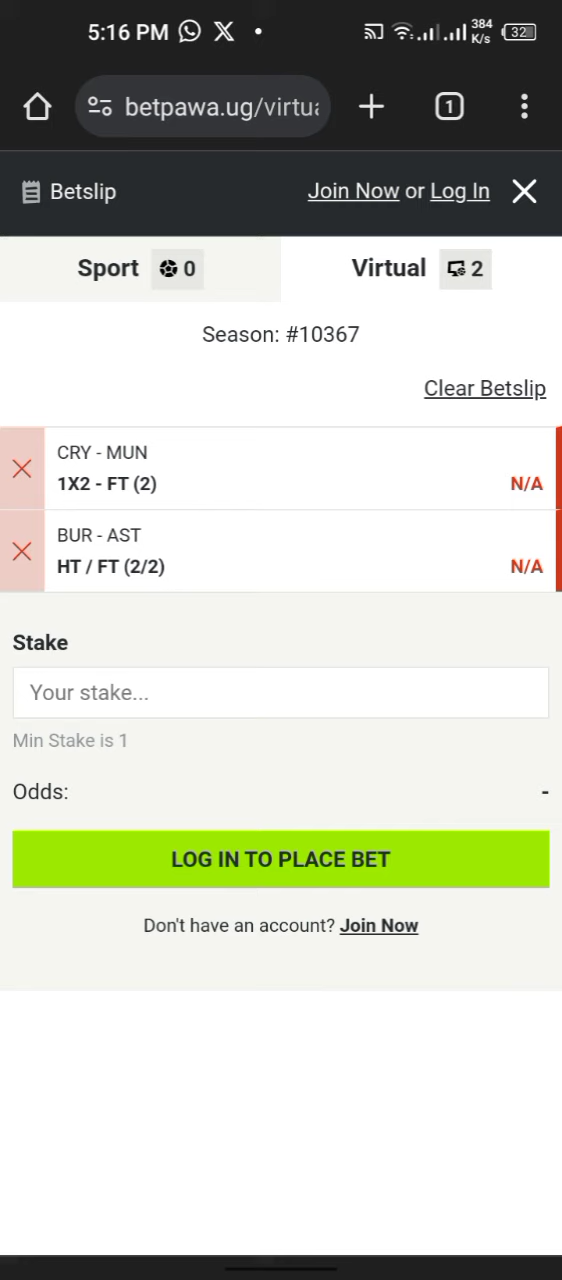 5:16 PM
384
K/s
32
betpawa.ug/virtua
1
Betslip
Join Now or Log In
Sport 0
Virtual 2
Season: #10367
Clear Betslip
CRY - MUN
1X2 - FT (2)
N/A
BUR - AST
HT / FT (2/2)
N/A
Stake
Your stake...
Min Stake is 1
Odds: -
LOG IN TO PLACE BET
Don't have an account? Join Now